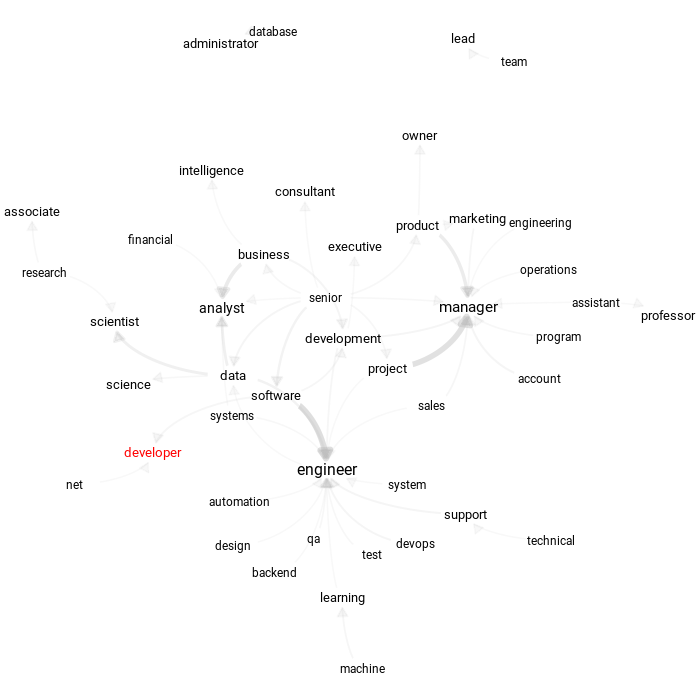 database
administrator
lead
team
owner
intelligence
consultant
associate
product
marketing
engineering
financial
business
executive
research
operations
senior
analyst
manager
assistant
professor
scientist
development
program
project
data
science
account
software
systems
sales
developer
engineer
net
system
automation
support
qa
devops
technical
design
test
backend
learning
machine